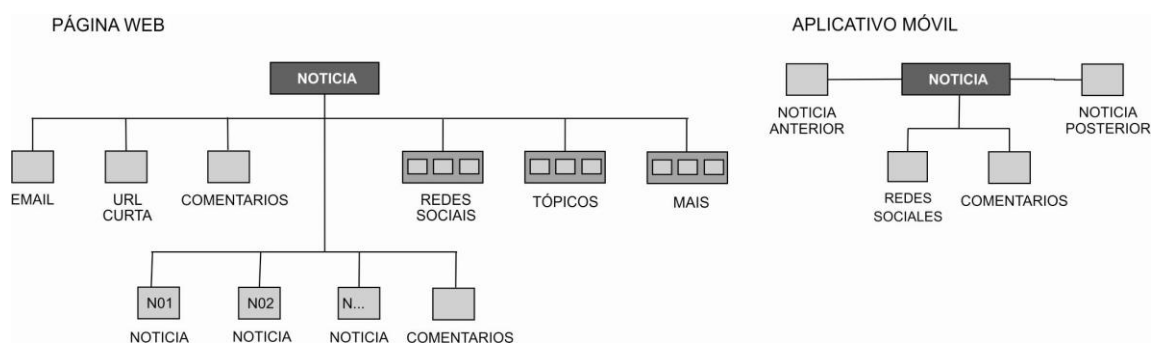 PÁGINA WEB
NOTICIA
EMAIL
URL
CURTA
COMENTARIOS
REDES
SOCIAIS
TÓPICOS
MAIS
N01
N02
N...
NOTICIA
NOTICIA
NOTICIA
COMENTARIOS
APLICATIVO MÓVIL
NOTICIA
NOTICIA
ANTERIOR
NOTICIA
POSTERIOR
REDES
SOCIALES
COMENTARIOS